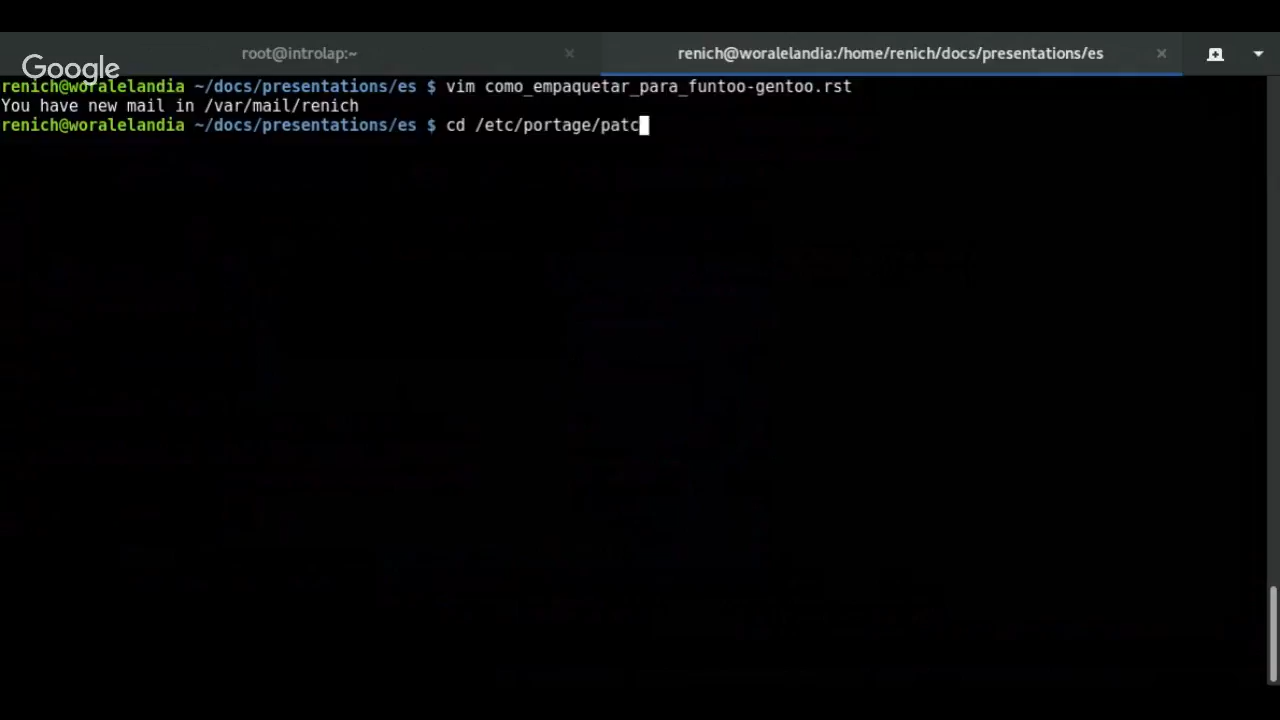 root@introlap:~
renich@woralelandia:/home/renich/docs/presentations/es
Google
renich@woralelandia ~/docs/presentations/es $ vim como_empaquetar_para_funtoo-gentoo.rst
You have new mail in /var/mail/renich
renich@woralelandia ~/docs/presentations/es $ cd /etc/portage/patc